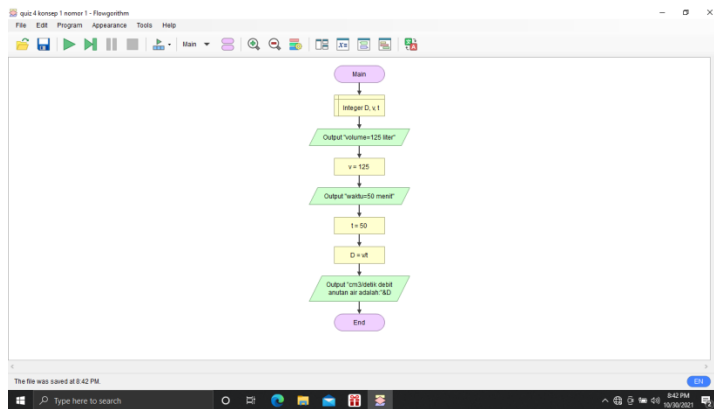 quiz 4 konsep 1 nomer 1 - Flowgorithm
File Edit Program Appearance Tools Help
Main
Main
Integer D, v, t
Output "volume=125 liter"
v = 125
Output "waktu=50 menit"
t = 50
D = v/t
Output "cm3/detik debit
anutan air adalah:"&D
End
The file was saved at 8:42 PM.
EN
Type here to search
8:42 PM
10/30/2021
2